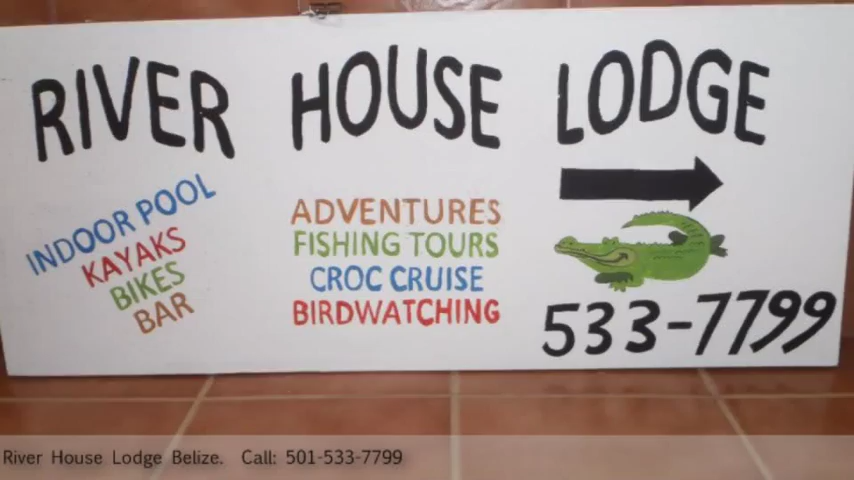 RIVER HOUSE LODGE
INDOOR POOL
KAYAKS
BIKES
BAR
ADVENTURES
FISHING TOURS
CROC CRUISE
BIRDWATCHING
533-7799
River House Lodge Belize. Call: 501-533-7799